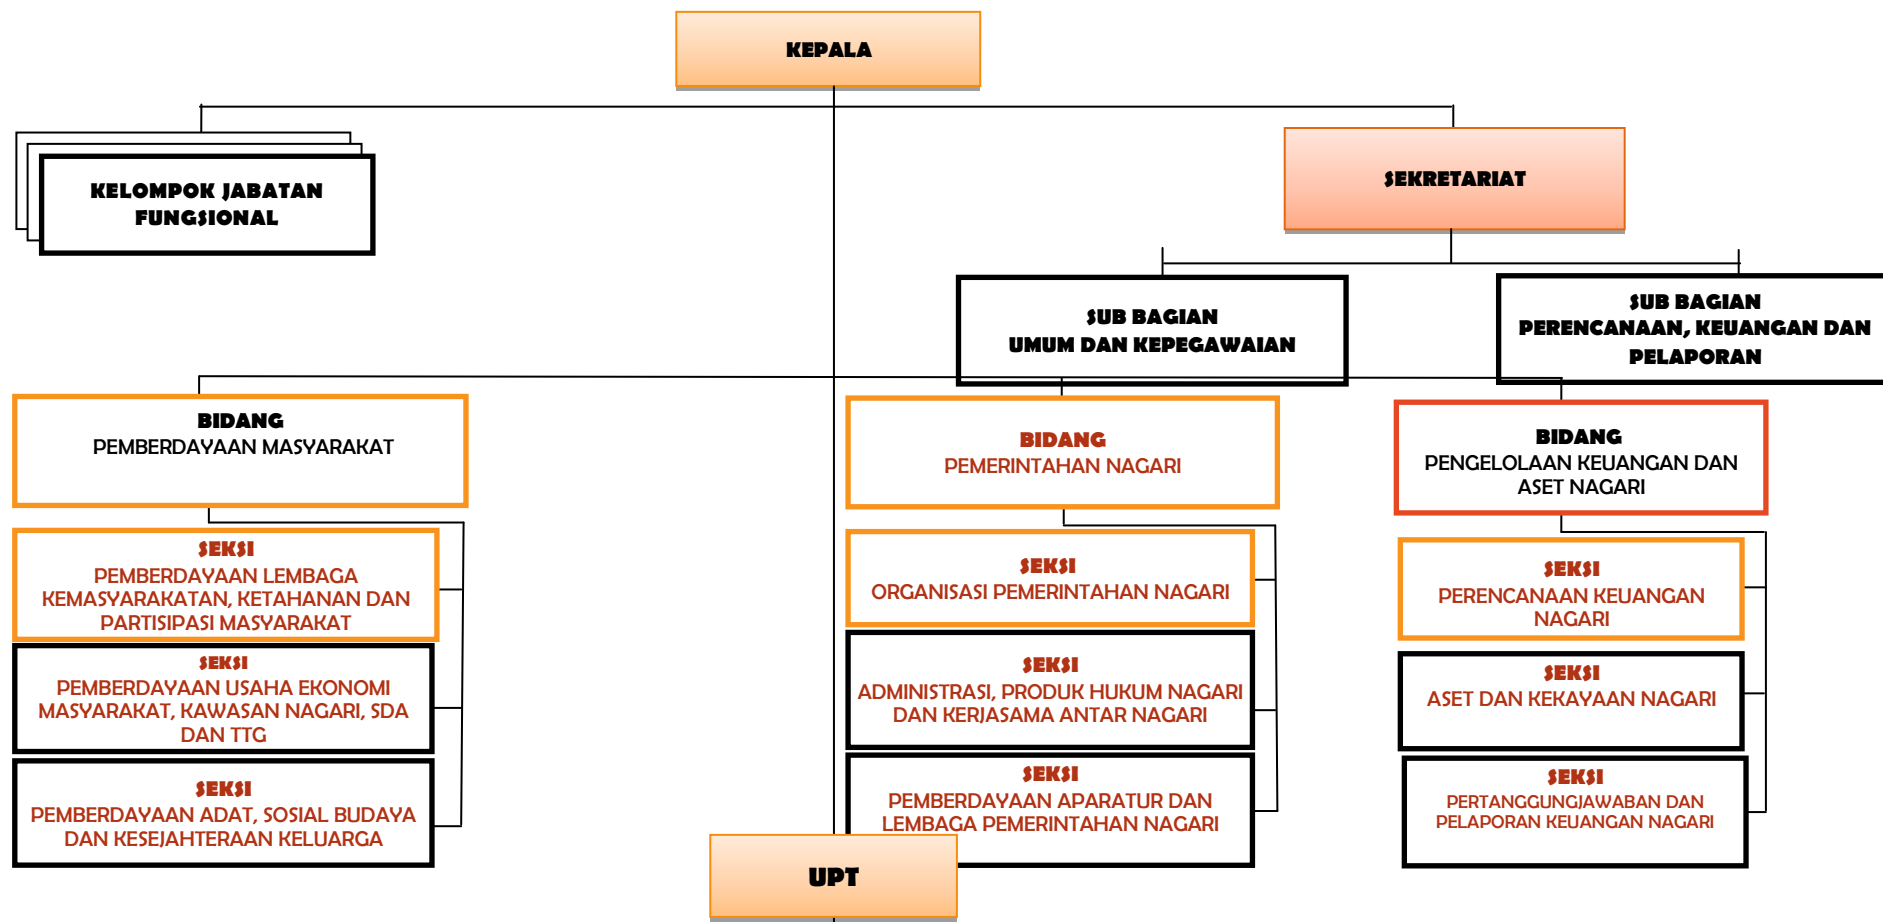 KEPALA
KELOMPOK JABATAN
FUNGSIONAL
SEKRETARIAT
SUB BAGIAN
UMUM DAN KEPEGAWAIAN
SUB BAGIAN
PERENCANAAN, KEUANGAN DAN
PELAPORAN
BIDANG
PEMBERDAYAAN MASYARAKAT
SEKSI
PEMBERDAYAAN LEMBAGA
KEMASYARAKATAN, KETAHANAN DAN
PARTISIPASI MASYARAKAT
SEKSI
PEMBERDAYAAN USAHA EKONOMI
MASYARAKAT, KAWASAN NAGARI, SDA
DAN TTG
SEKSI
PEMBERDAYAAN ADAT, SOSIAL BUDAYA
DAN KESEJAHTERAAN KELUARGA
BIDANG
PEMERINTAHAN NAGARI
SEKSI
ORGANISASI PEMERINTAHAN NAGARI
SEKSI
ADMINISTRASI, PRODUK HUKUM NAGARI
DAN KERJASAMA ANTAR NAGARI
SEKSI
PEMBERDAYAAN APARATUR DAN
LEMBAGA PEMERINTAHAN NAGARI
BIDANG
PENGELOLAAN KEUANGAN DAN
ASET NAGARI
SEKSI
PERENCANAAN KEUANGAN
NAGARI
SEKSI
ASET DAN KEKAYAAN NAGARI
SEKSI
PERTANGGUNGJAWABAN DAN
PELAPORAN KEUANGAN NAGARI
UPT